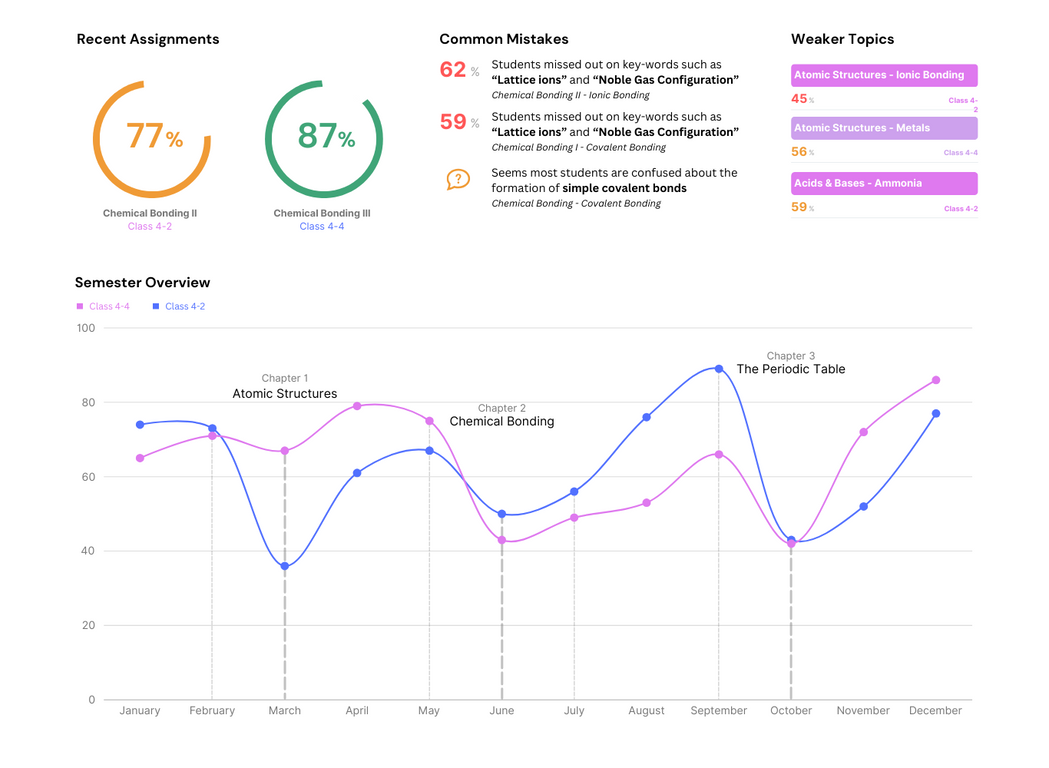 Recent Assignments
77%
Chemical Bonding II
Class 4-2
87%
Chemical Bonding III
Class 4-4
Common Mistakes
62 %
Students missed out on key-words such as
“Lattice ions” and “Noble Gas Configuration”
Chemical Bonding II - Ionic Bonding
59 %
Students missed out on key-words such as
“Lattice ions” and “Noble Gas Configuration”
Chemical Bonding I - Covalent Bonding
?
Seems most students are confused about the
formation of simple covalent bonds
Chemical Bonding - Covalent Bonding
Weaker Topics
Atomic Structures - Ionic Bonding
45 %
Class 4-
2
Atomic Structures - Metals
56 %
Class 4-4
Acids & Bases - Ammonia
59 %
Class 4-2
Semester Overview
Class 4-4
Class 4-2
100
80
60
40
20
0
Chapter 1
Atomic Structures
Chapter 2
Chemical Bonding
Chapter 3
The Periodic Table
January February March April May June July August September October November December